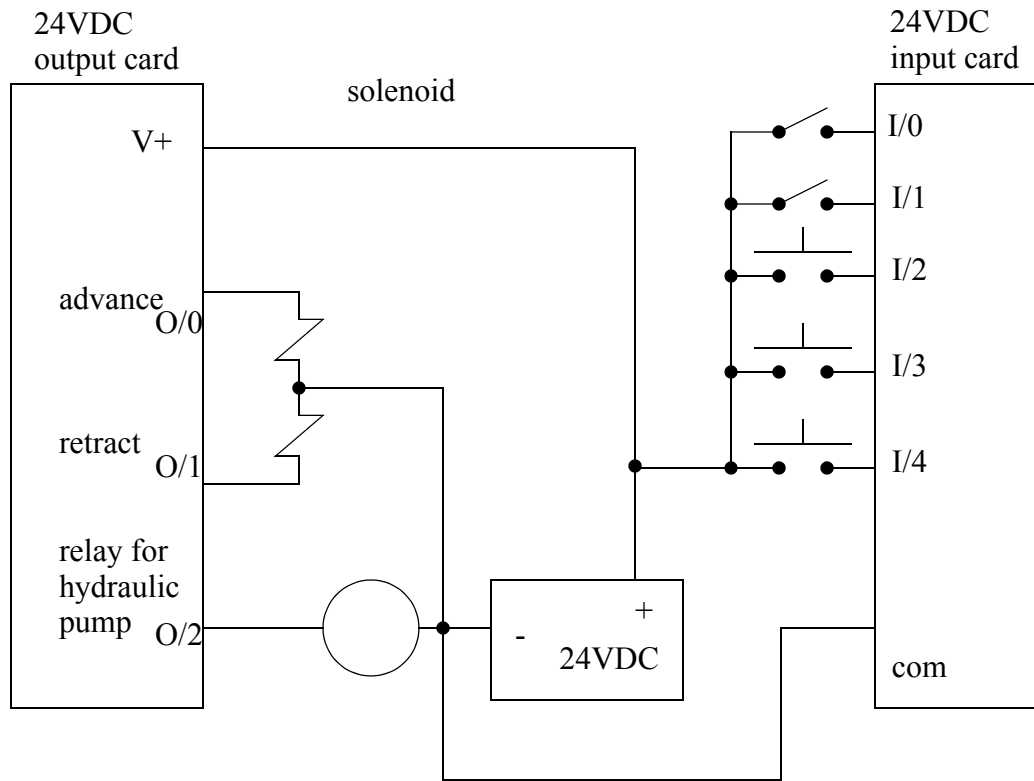 24VDC
output card
24VDC
input card
solenoid
V+
I/0
I/1
I/2
advance
O/0
I/3
retract
O/1
I/4
relay for
hydraulic
pump
O/2
+
-
24VDC
com